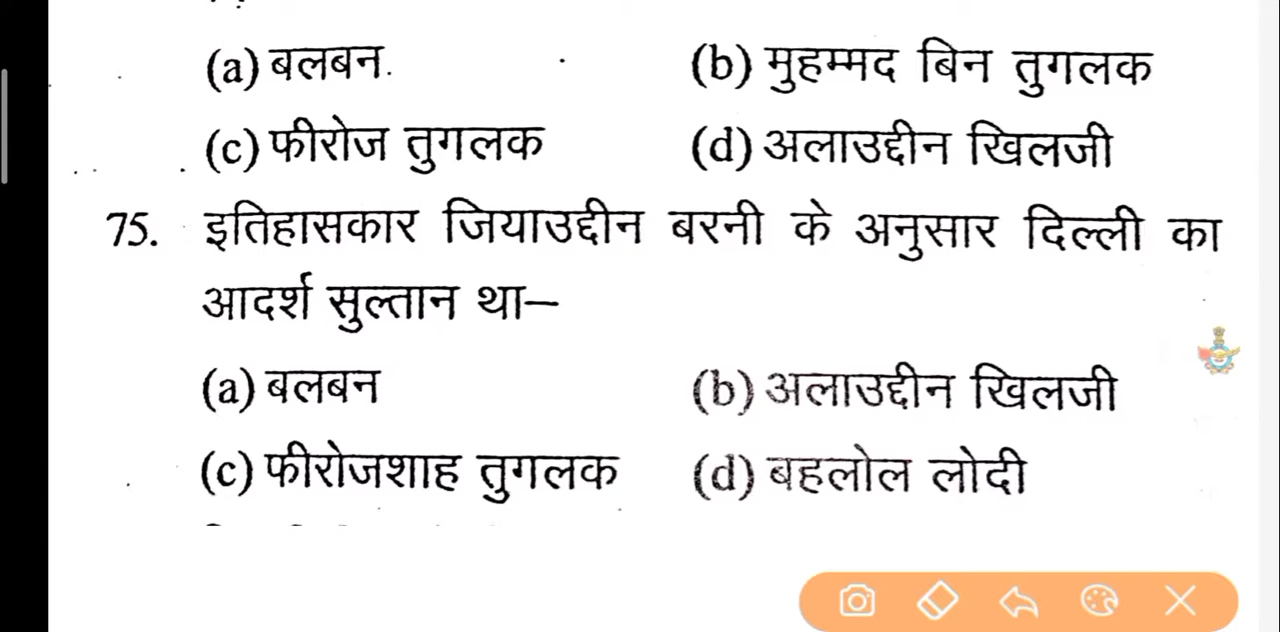 (a) बलबन. (b) मुहम्मद बिन तुगलक
(c) फीरोज तुगलक (d) अलाउद्दीन खिलजी
75. इतिहासकार जियाउद्दीन बरनी के अनुसार दिल्ली का
आदर्श सुल्तान था–
(a) बलबन (b) अलाउद्दीन खिलजी
(c) फीरोजशाह तुगलक (d) बहलोल लोदी